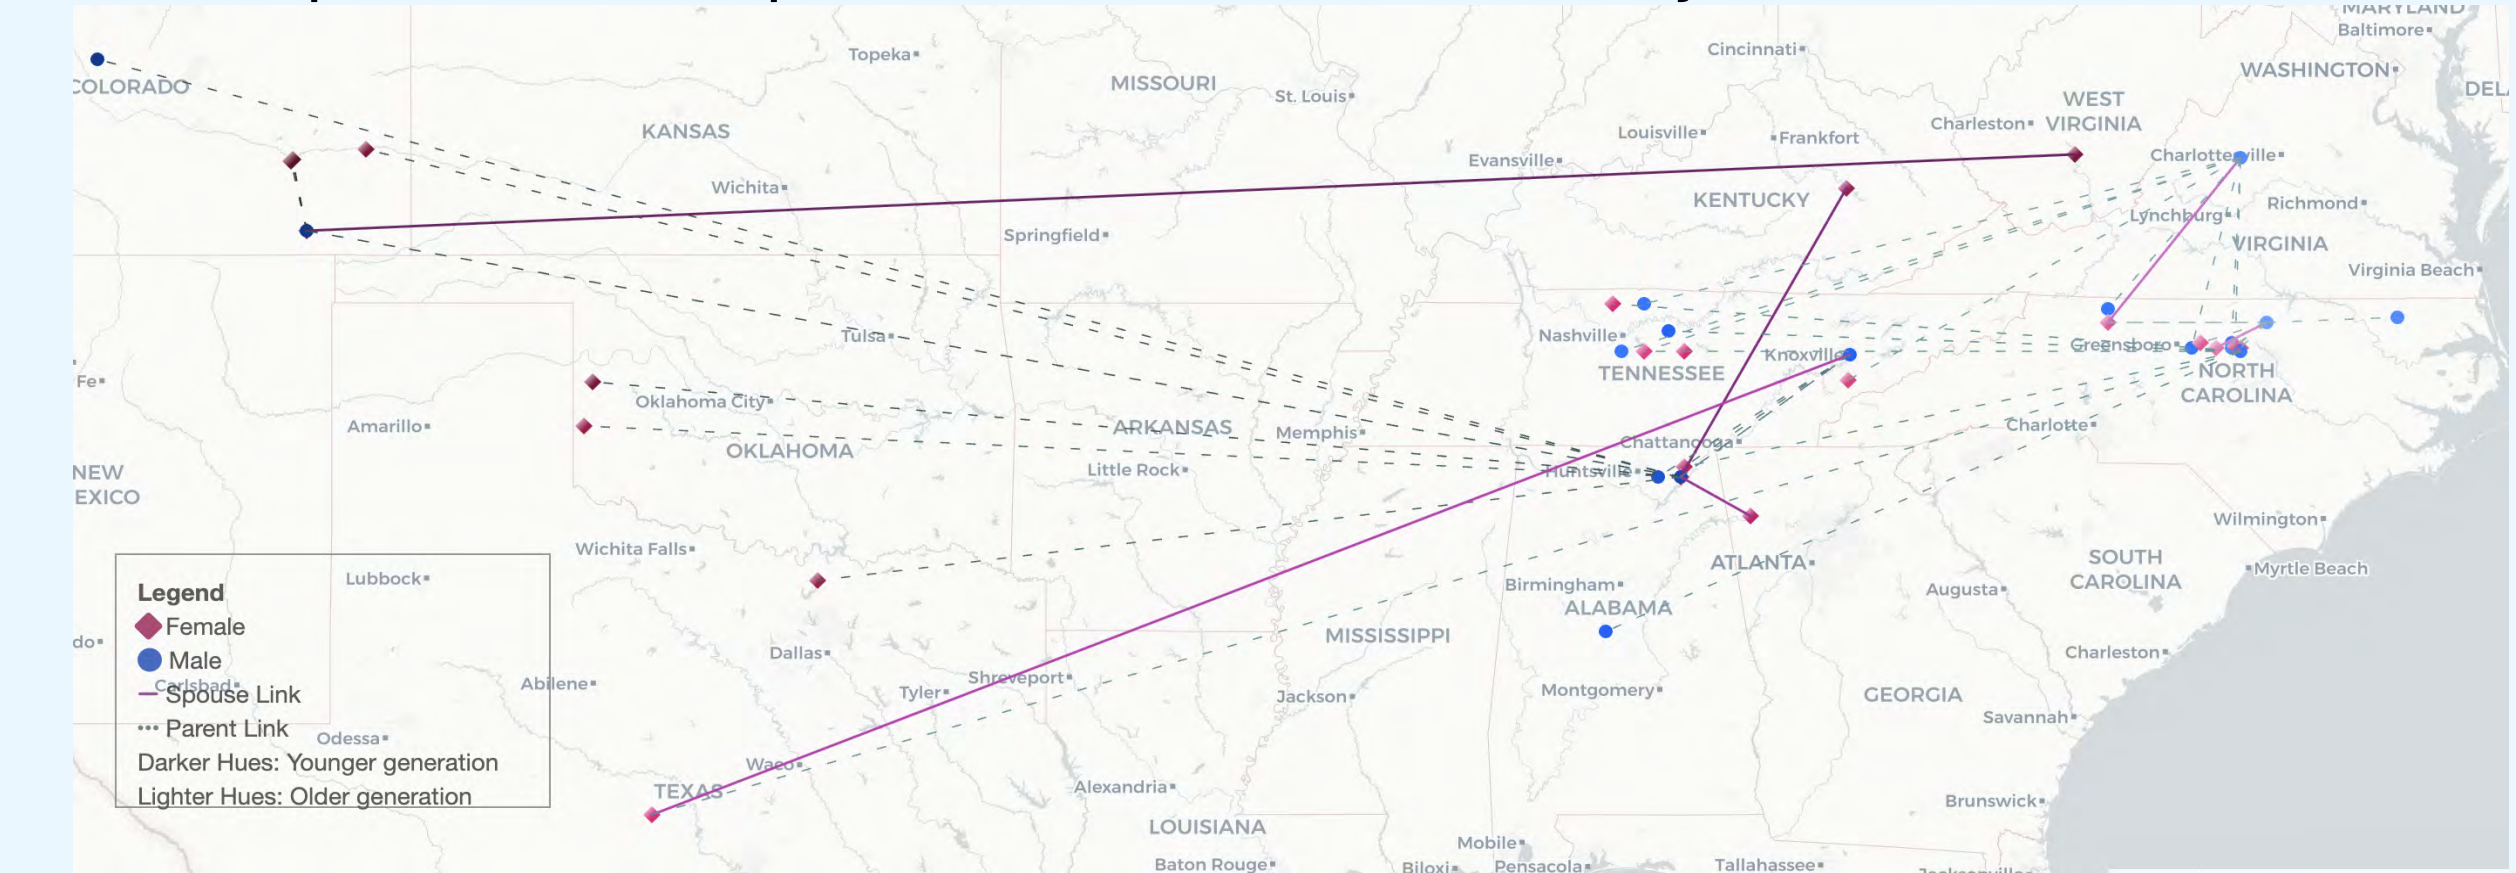 MARYLAND
Baltimore
Topeka
Cincinnati
WASHINGTON
COLORADO
MISSOURI
St. Louis
WEST
VIRGINIA
DEL
KANSAS
Louisville
Frankfort
Charleston
Evansville
Charlottesville
Wichita
KENTUCKY
Richmond
Lynchburg
Springfield
VIRGINIA
Virginia Beach
Tulsa
Nashville
Knoxville
Greensboro
Fe
TENNESSEE
NORTH
CAROLINA
Oklahoma City
Amarillo
ARKANSAS
Memphis
Charlotte
OKLAHOMA
Chattanooga
NEW
EXICO
Little Rock
Huntsville
Wilmington
Wichita Falls
ATLANTA
SOUTH
CAROLINA
Lubbock
Birmingham
Augusta
Myrtle Beach
ALABAMA
Legend
Female
Male
Spouse Link
Parent Link
Darker Hues: Younger generation
Lighter Hues: Older generation
do
MISSISSIPPI
Dallas
Charleston
Carlsbad
Abilene
Tyler
Shreveport
Jackson
Montgomery
GEORGIA
Savannah
Odessa
Waco
TEXAS
Alexandria
Brunswick
LOUISIANA
Mobile
Baton Rouge
Biloxi
Pensacola
Tallahassee